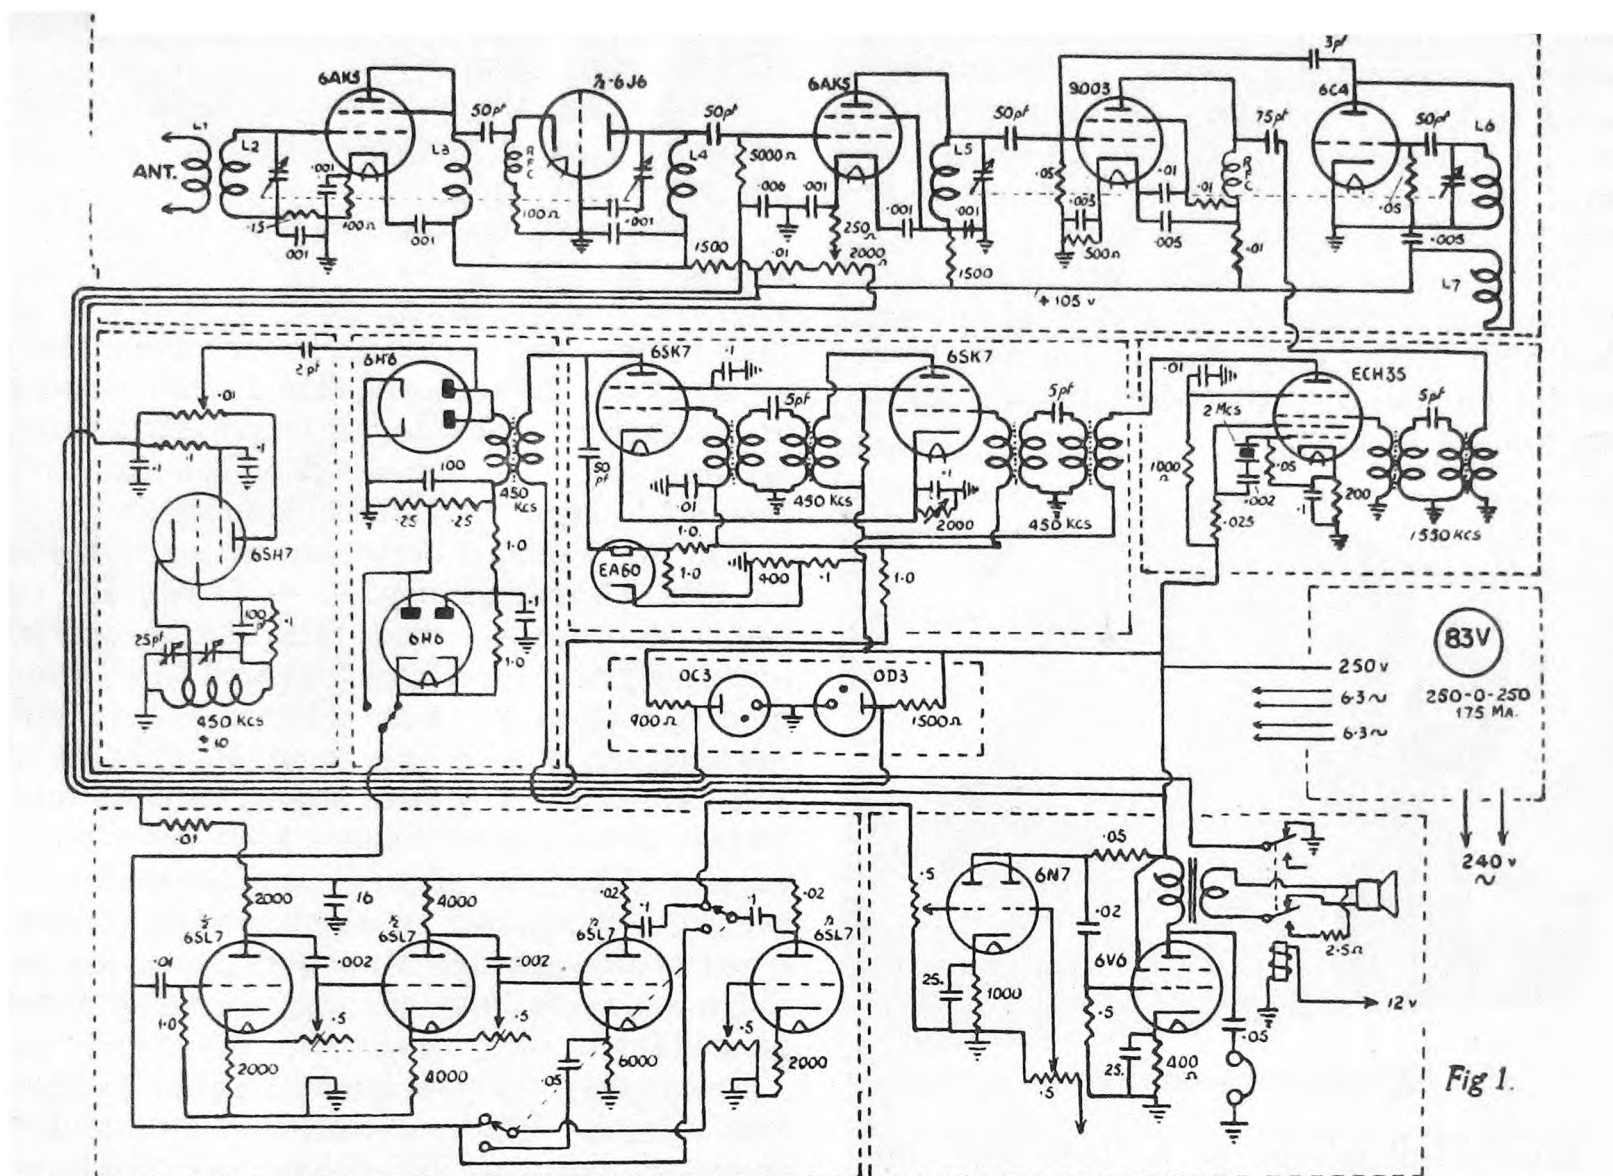 3pf
6AK5
½-6J6
6AK5
9003
6C4
50pf
50pf
50pf
75pf
50pf
L1
L2
L3
L4
L5
L6
RFC
RFC
5000Ω
ANT.
.001
.05
.01
.01
.05
.006
.001
.15
100Ω
.001
100Ω
.001
250Ω
.001
.001
.005
.005
.001
500Ω
.01
1500
.01
2000Ω
1500
L7
+105 v
2pf
6H6
6SK7
.1
6SK7
.01
ECH35
5pf
5pf
5pf
2 Mcs
.01
.1
.1
.1
100
450 Kcs
50 pf
.01
450 Kcs
.1
2000
450 Kcs
1000Ω
.05
.002
.1
200
.025
1550 KCS
.25
.25
6SH7
1.0
1.0
EA60
1.0
400
.1
1.0
100 pf
.1
25pf
6H6
.1
1.0
450 Kcs
± 10
OC3
OD3
900Ω
1500Ω
250 v
6.3~
6.3~
83V
250-0-250
175 MA.
240 v
~
.01
2000
16
4000
.02
.1
.1
.02
½
6SL7
½
6SL7
½
6SL7
½
6SL7
.01
.002
.002
1.0
.5
.5
.5
2000
4000
.05
6000
2000
.5
6N7
.05
.02
6V6
25.
1000
.5
25.
400Ω
.05
.5
2.5Ω
12 v
Fig 1.